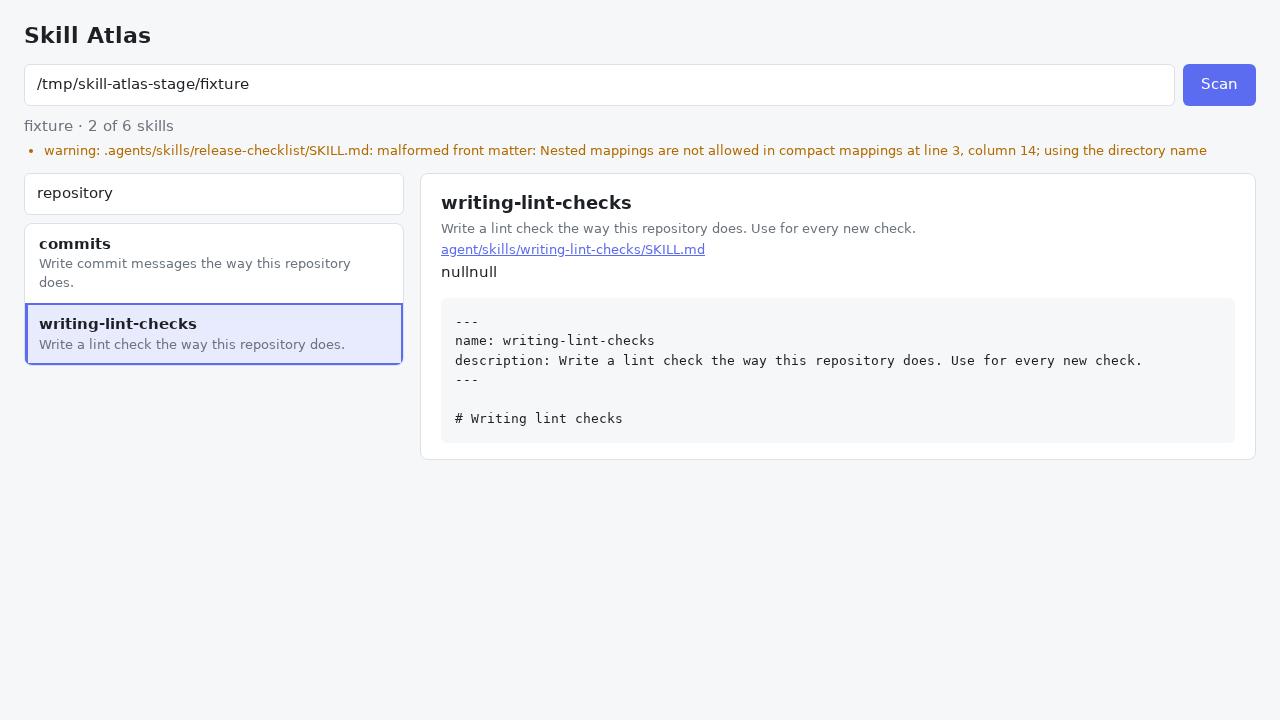 Skill Atlas
/tmp/skill-atlas-stage/fixture
Scan
fixture · 2 of 6 skills
• warning: .agents/skills/release-checklist/SKILL.md: malformed front matter: Nested mappings are not allowed in compact mappings at line 3, column 14; using the directory name
repository
commits
Write commit messages the way this repository
does.
writing-lint-checks
Write a lint check the way this repository does.
writing-lint-checks
Write a lint check the way this repository does. Use for every new check.
agent/skills/writing-lint-checks/SKILL.md
nullnull
---
name: writing-lint-checks
description: Write a lint check the way this repository does. Use for every new check.
---
# Writing lint checks